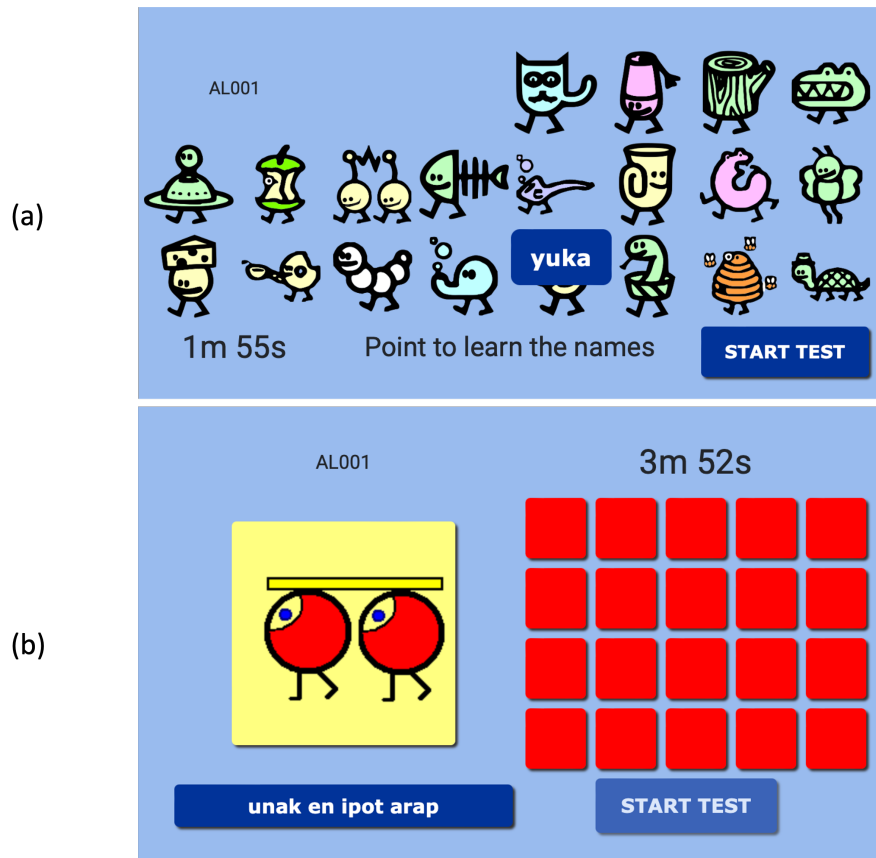 (a)
AL001
yuka
1m 55s
Point to learn the names
START TEST
(b)
AL001
3m 52s
unak en ipot arap
START TEST